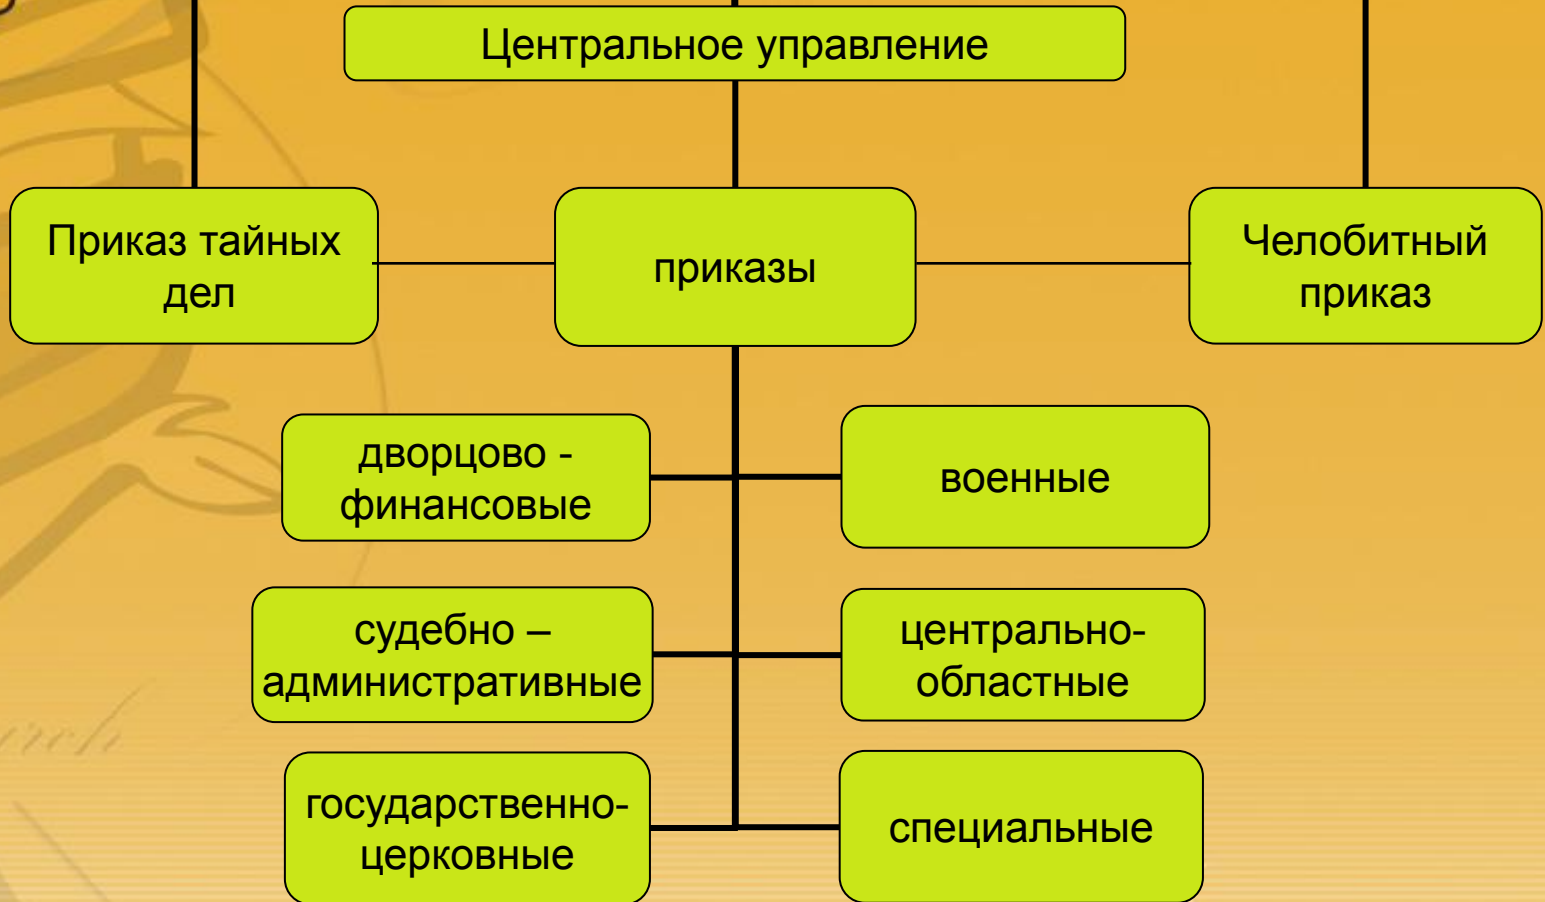 Центральное управление
Приказ тайных
дел
приказы
Челобитный
приказ
дворцово -
финансовые
военные
судебно –
административные
центрально-
областные
государственно-
церковные
специальные